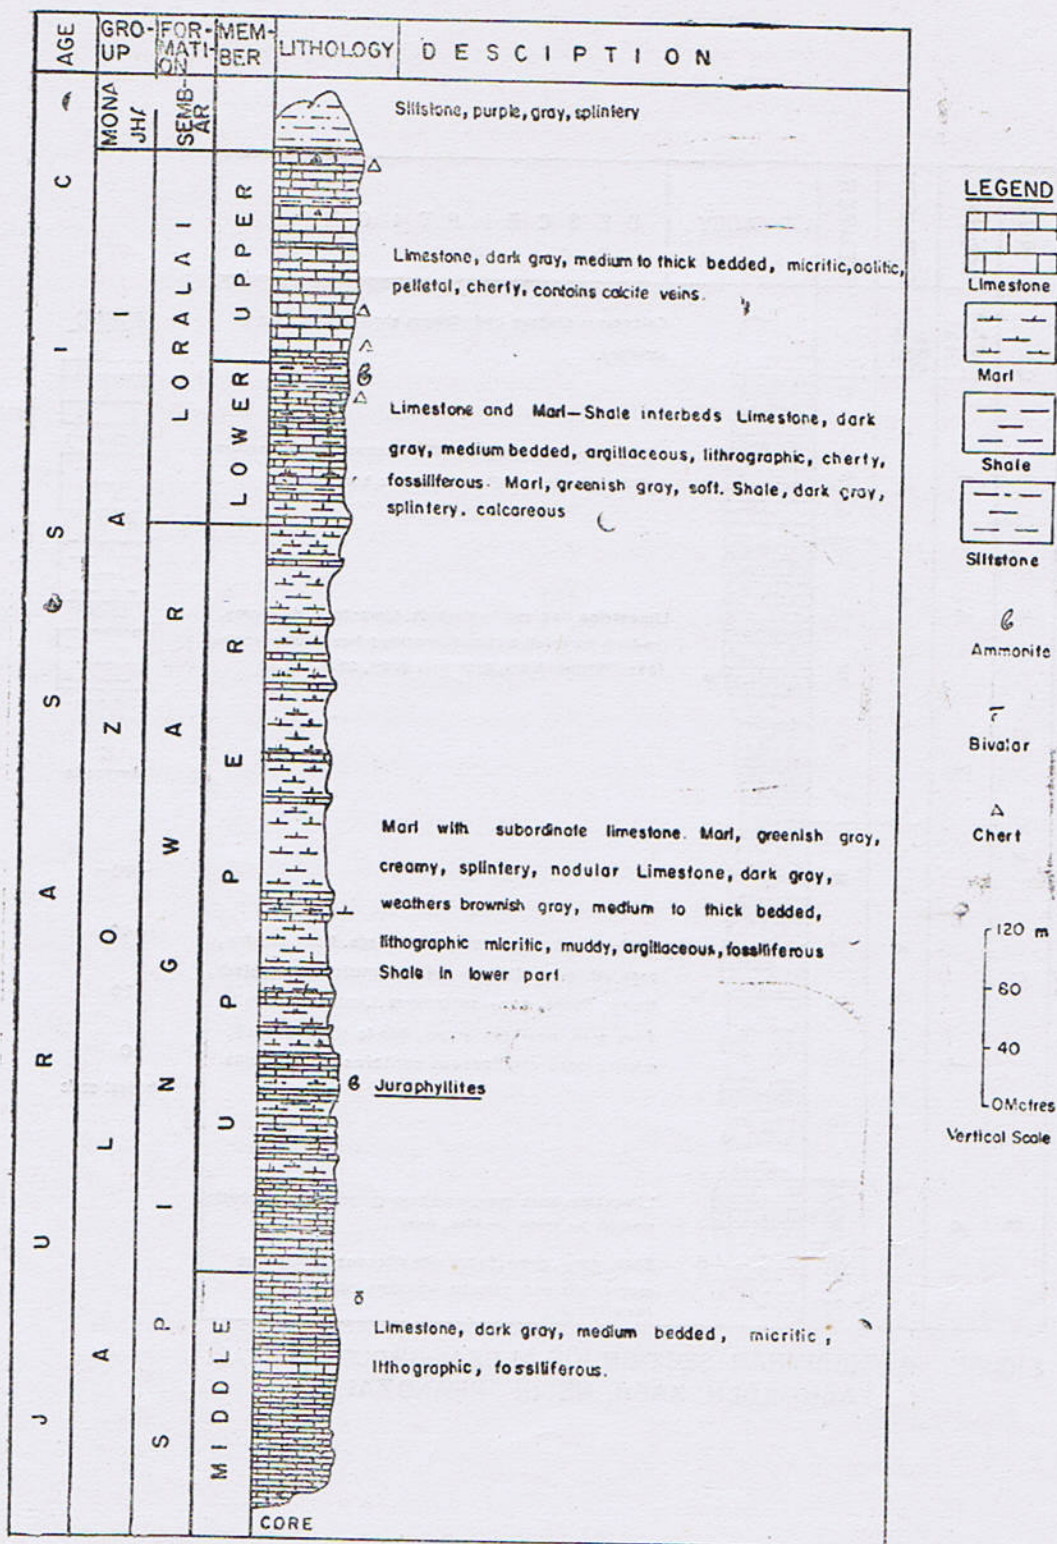 AGE
GRO-
UP
FOR-
MATI-
ON
MEM-
BER
LITHOLOGY
DESCIPTION
JURASSIC
MONA
JH/
SEMB-
AR
Siltstone, purple, gray, splintery
ALOZAI
LORALAI
UPPER
Limestone, dark gray, medium to thick bedded, micritic, oolitic,
pelletal, cherty, contains calcite veins.
LOWER
Limestone and Marl-Shale interbeds Limestone, dark
gray, medium bedded, argillaceous, lithrographic, cherty,
fossiliferous. Marl, greenish gray, soft. Shale, dark gray,
splintery, calcareous
SPINGWAR
UPPER
Marl with subordinate limestone. Marl, greenish gray,
creamy, splintery, nodular Limestone, dark gray,
weathers brownish gray, medium to thick bedded,
lithographic micritic, muddy, argillaceous, fossiliferous
Shale in lower part.
Juraphyllites
MIDDLE
Limestone, dark gray, medium bedded, micritic,
lithographic, fossiliferous.
CORE
LEGEND
Limestone
Marl
Shale
Siltstone
Ammonite
Bivalar
Chert
120 m
60
40
0 Metres
Vertical Scale